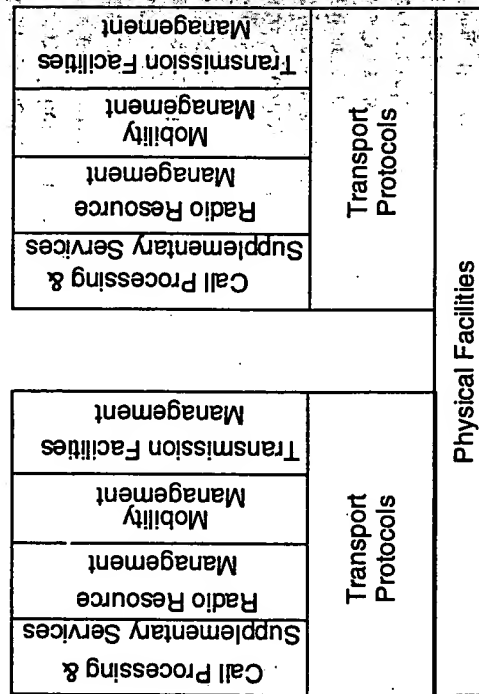 Call Processing &
Supplementary Services
Radio Resource
Management
Mobility
Management
Transmission Facilities
Management
Call Processing &
Supplementary Services
Radio Resource
Management
Mobility
Management
Transmission Facilities
Management
Transport
Protocols
Transport
Protocols
Physical Facilities